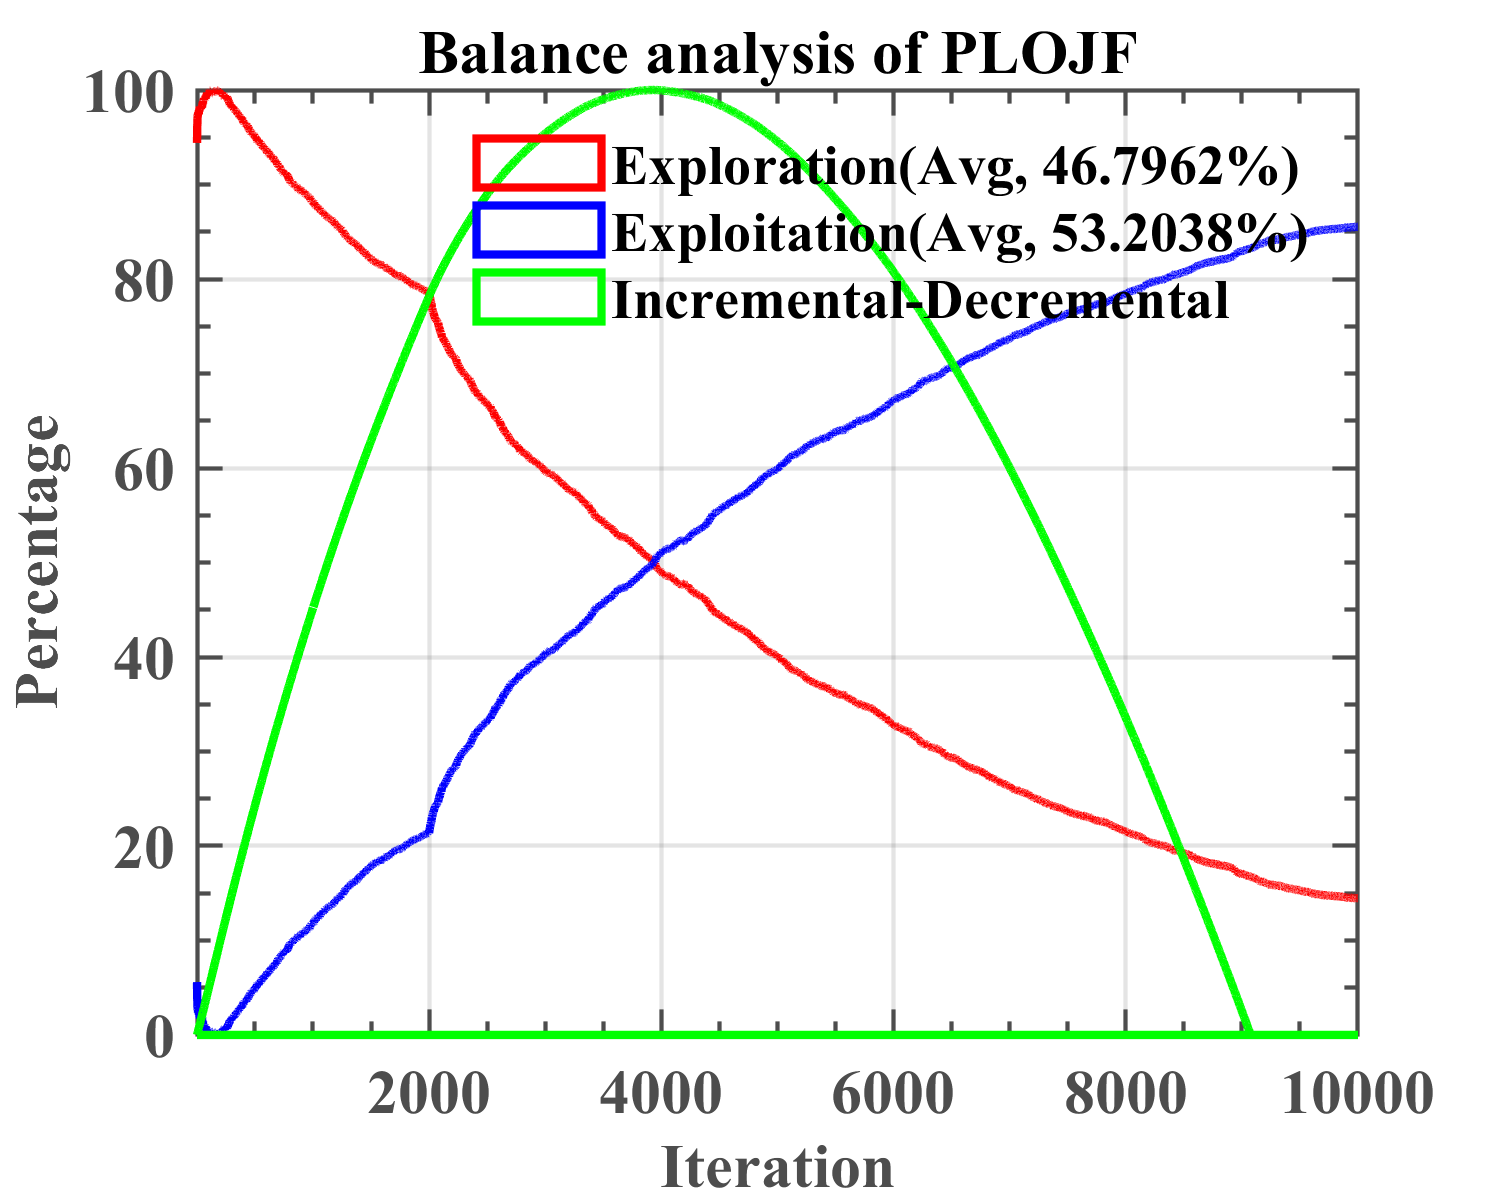 Balance analysis of PLOJF
100
80
60
40
20
0
Percentage
Exploration(Avg, 46.7962%)
Exploitation(Avg, 53.2038%)
Incremental-Decremental
2000 4000 6000 8000 10000
Iteration